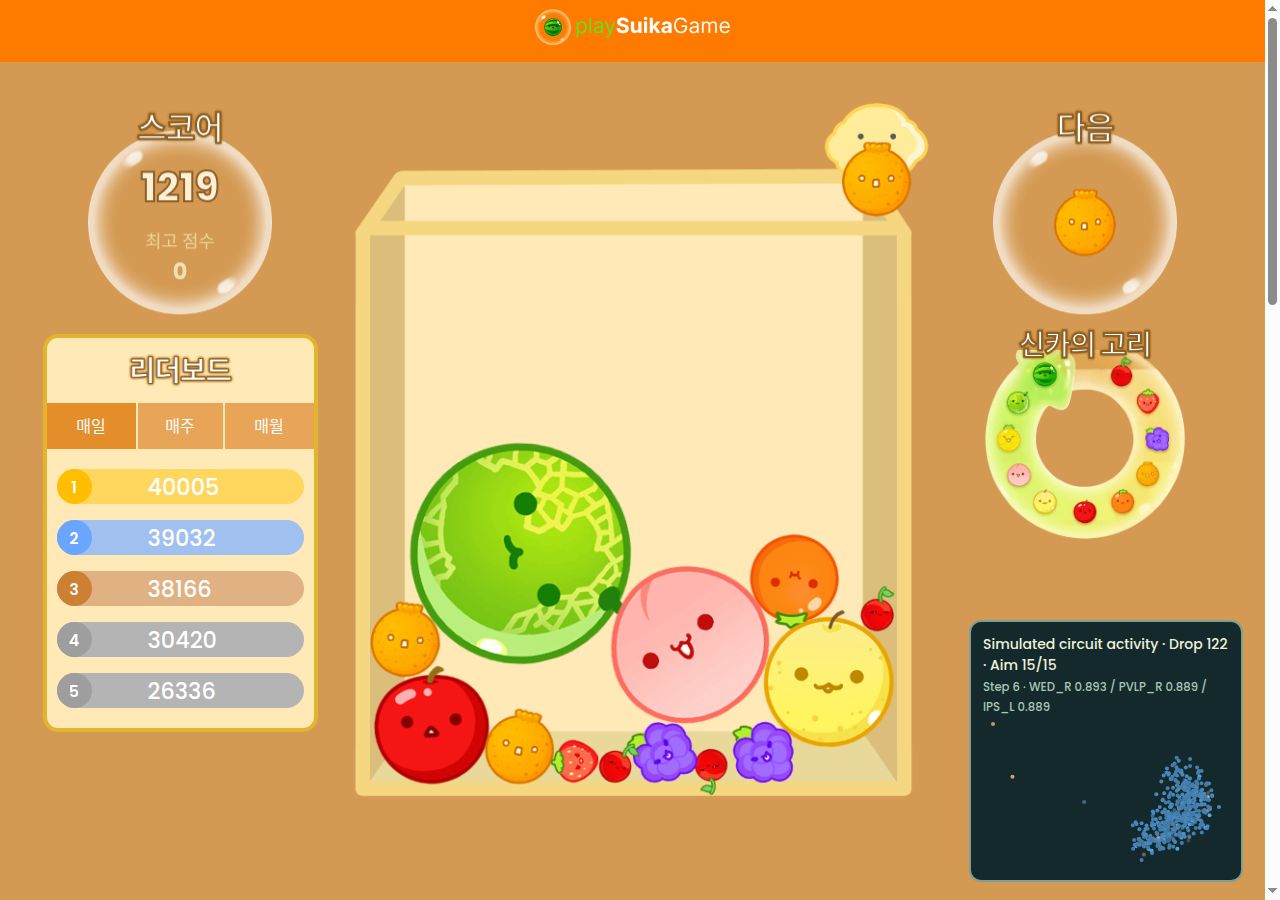 playSuikaGame
스코어
1219
최고 점수
0
리더보드
매일 매주 매월
1 40005
2 39032
3 38166
4 30420
5 26336
다음
신카의 고리
Simulated circuit activity · Drop 122
· Aim 15/15
Step 6 · WED_R 0.893 / PVLP_R 0.889 /
IPS_L 0.889